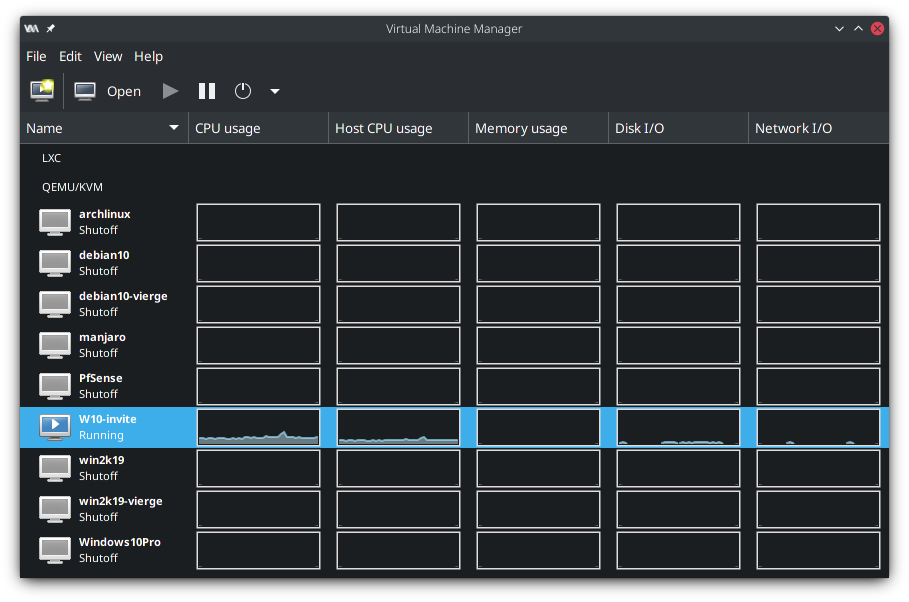 Virtual Machine Manager
File Edit View Help
Open
Name CPU usage Host CPU usage Memory usage Disk I/O Network I/O
LXC
QEMU/KVM
archlinux
Shutoff
debian10
Shutoff
debian10-vierge
Shutoff
manjaro
Shutoff
PfSense
Shutoff
W10-invite
Running
win2k19
Shutoff
win2k19-vierge
Shutoff
Windows10Pro
Shutoff